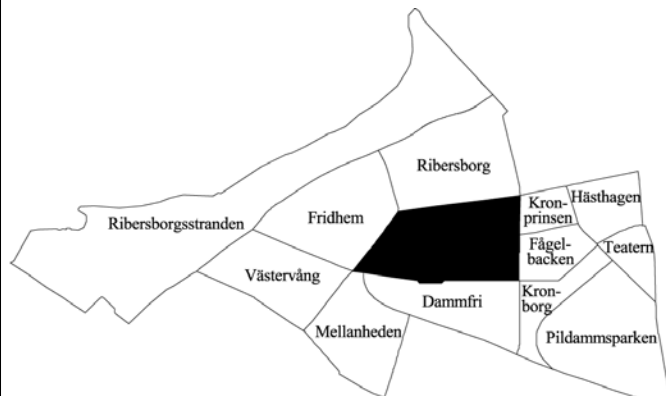 Ribersborg
Kron-
prinsen
Hästhagen
Ribersborgsstranden
Fridhem
Fågel-
backen
Teatern
Västervång
Dammfri
Kron-
borg
Mellanheden
Pildammsparken